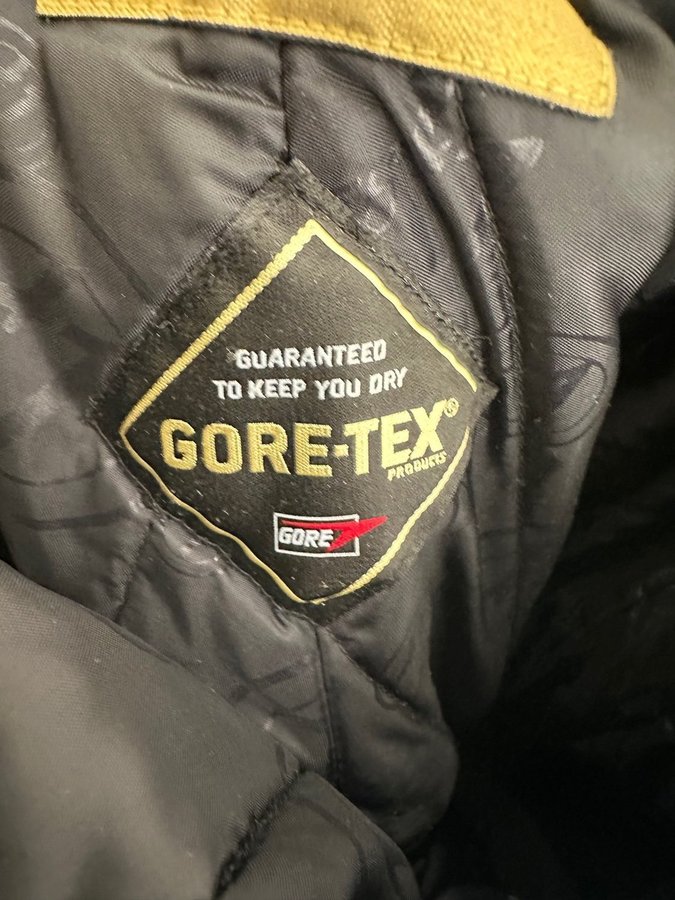 GUARANTEED
TO KEEP YOU DRY
GORE-TEX®
PRODUCTS
GORE